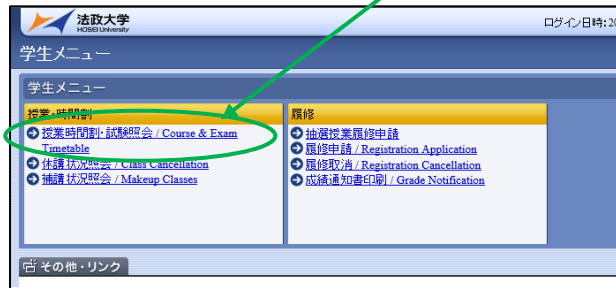 法政大学
HOSEI University
ログイン日時:20
学生メニュー
学生メニュー
授業・時間割
授業時間割・試験照会 / Course & Exam
Timetable
休講状況照会 / Class Cancellation
補講状況照会 / Makeup Classes
履修
抽選授業履修申請
履修申請 / Registration Application
履修取消 / Registration Cancellation
成績通知書印刷 / Grade Notification
その他・リンク